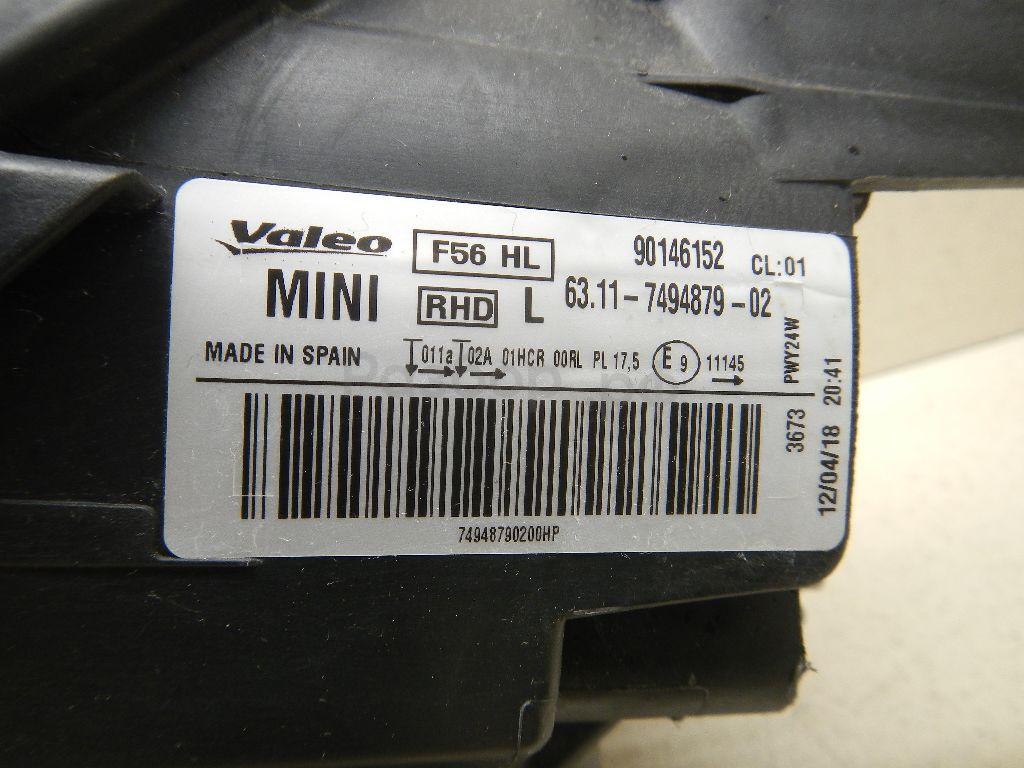 Valeo F56 HL 90146152 CL:01
MINI RHD L 63.11-7494879-02
MADE IN SPAIN 011a 02A 01HCR 00RL PL 17,5 E 9 11145
PWY24W
3673
12/04/18 20:41
74948790200HP